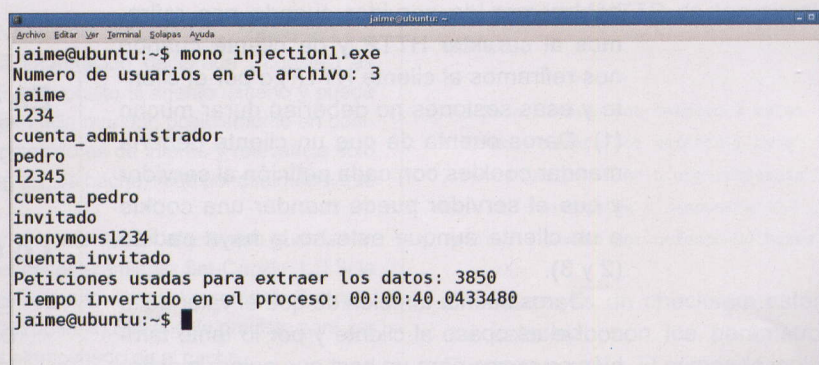 jaime@ubuntu: ~
Archivo Editar Ver Terminal Solapas Ayuda
jaime@ubuntu:~$ mono injection1.exe
Numero de usuarios en el archivo: 3
jaime
1234
cuenta_administrador
pedro
12345
cuenta_pedro
invitado
anonymous1234
cuenta_invitado
Peticiones usadas para extraer los datos: 3850
Tiempo invertido en el proceso: 00:00:40.0433480
jaime@ubuntu:~$